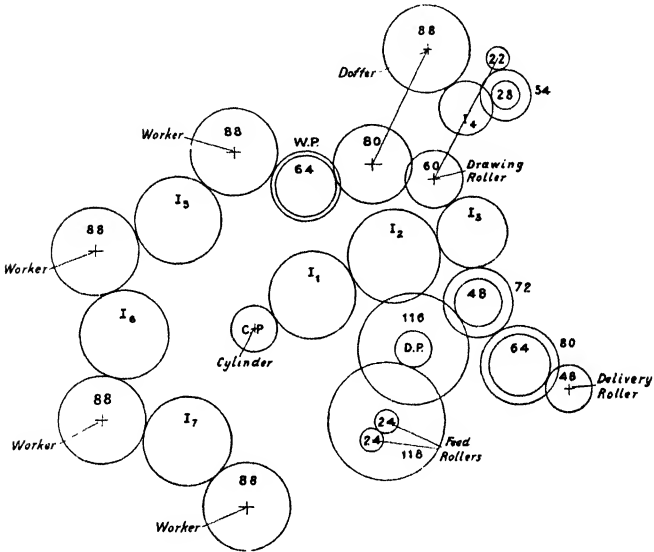 88
22
Doffer
28
54
I4
88
Worker
W.P.
64
80
60
Drawing
Roller
I5
I3
I2
88
Worker
I1
48
72
I6
C.P.
Cylinder
116
D.P.
64
80
48
Delivery
Roller
88
Worker
I7
24
24
Feed
Rollers
118
88
Worker